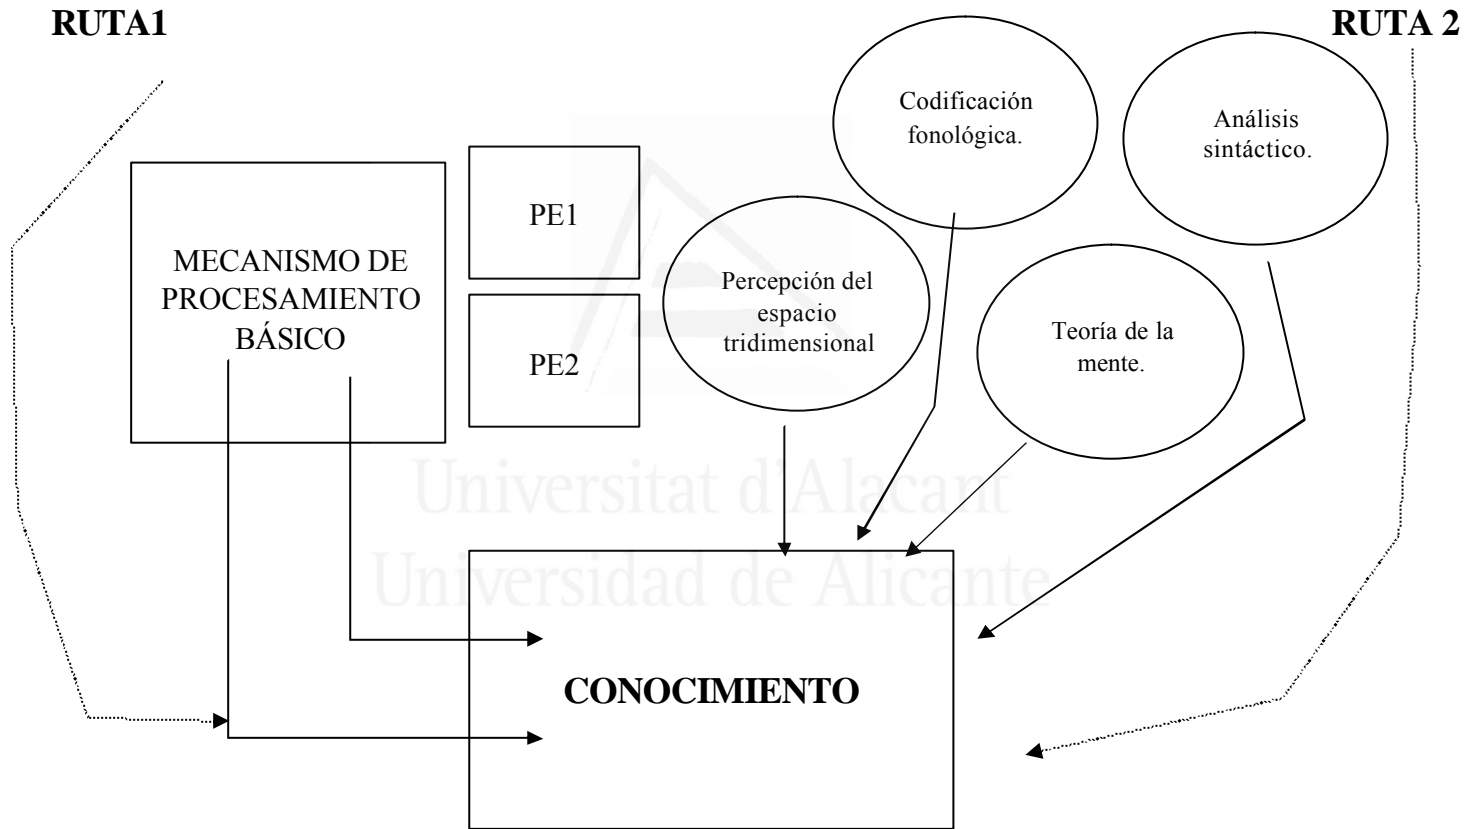 RUTA1
RUTA 2
Codificación
fonológica.
Análisis
sintáctico.
PE1
MECANISMO DE
PROCESAMIENTO
BÁSICO
Percepción del
espacio
tridimensional
PE2
Teoría de la
mente.
Universitat d'Alacant
Universidad de Alicante
CONOCIMIENTO